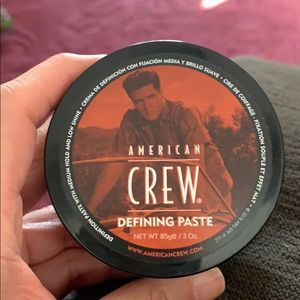 CREMA DE DEFINICIÓN CON FIJACIÓN MEDIA Y BRILLO SUAVE • CIRE DE COIFFAGE - FIXATION SOUPLE ET EFFET MAT •
AMERICAN
CREW®
DEFINING PASTE
NET WT 85g℮ / 3 Oz.
WWW.AMERICANCREW.COM
DEFINITION PASTE WITH MEDIUM HOLD AND LOW SHINE •